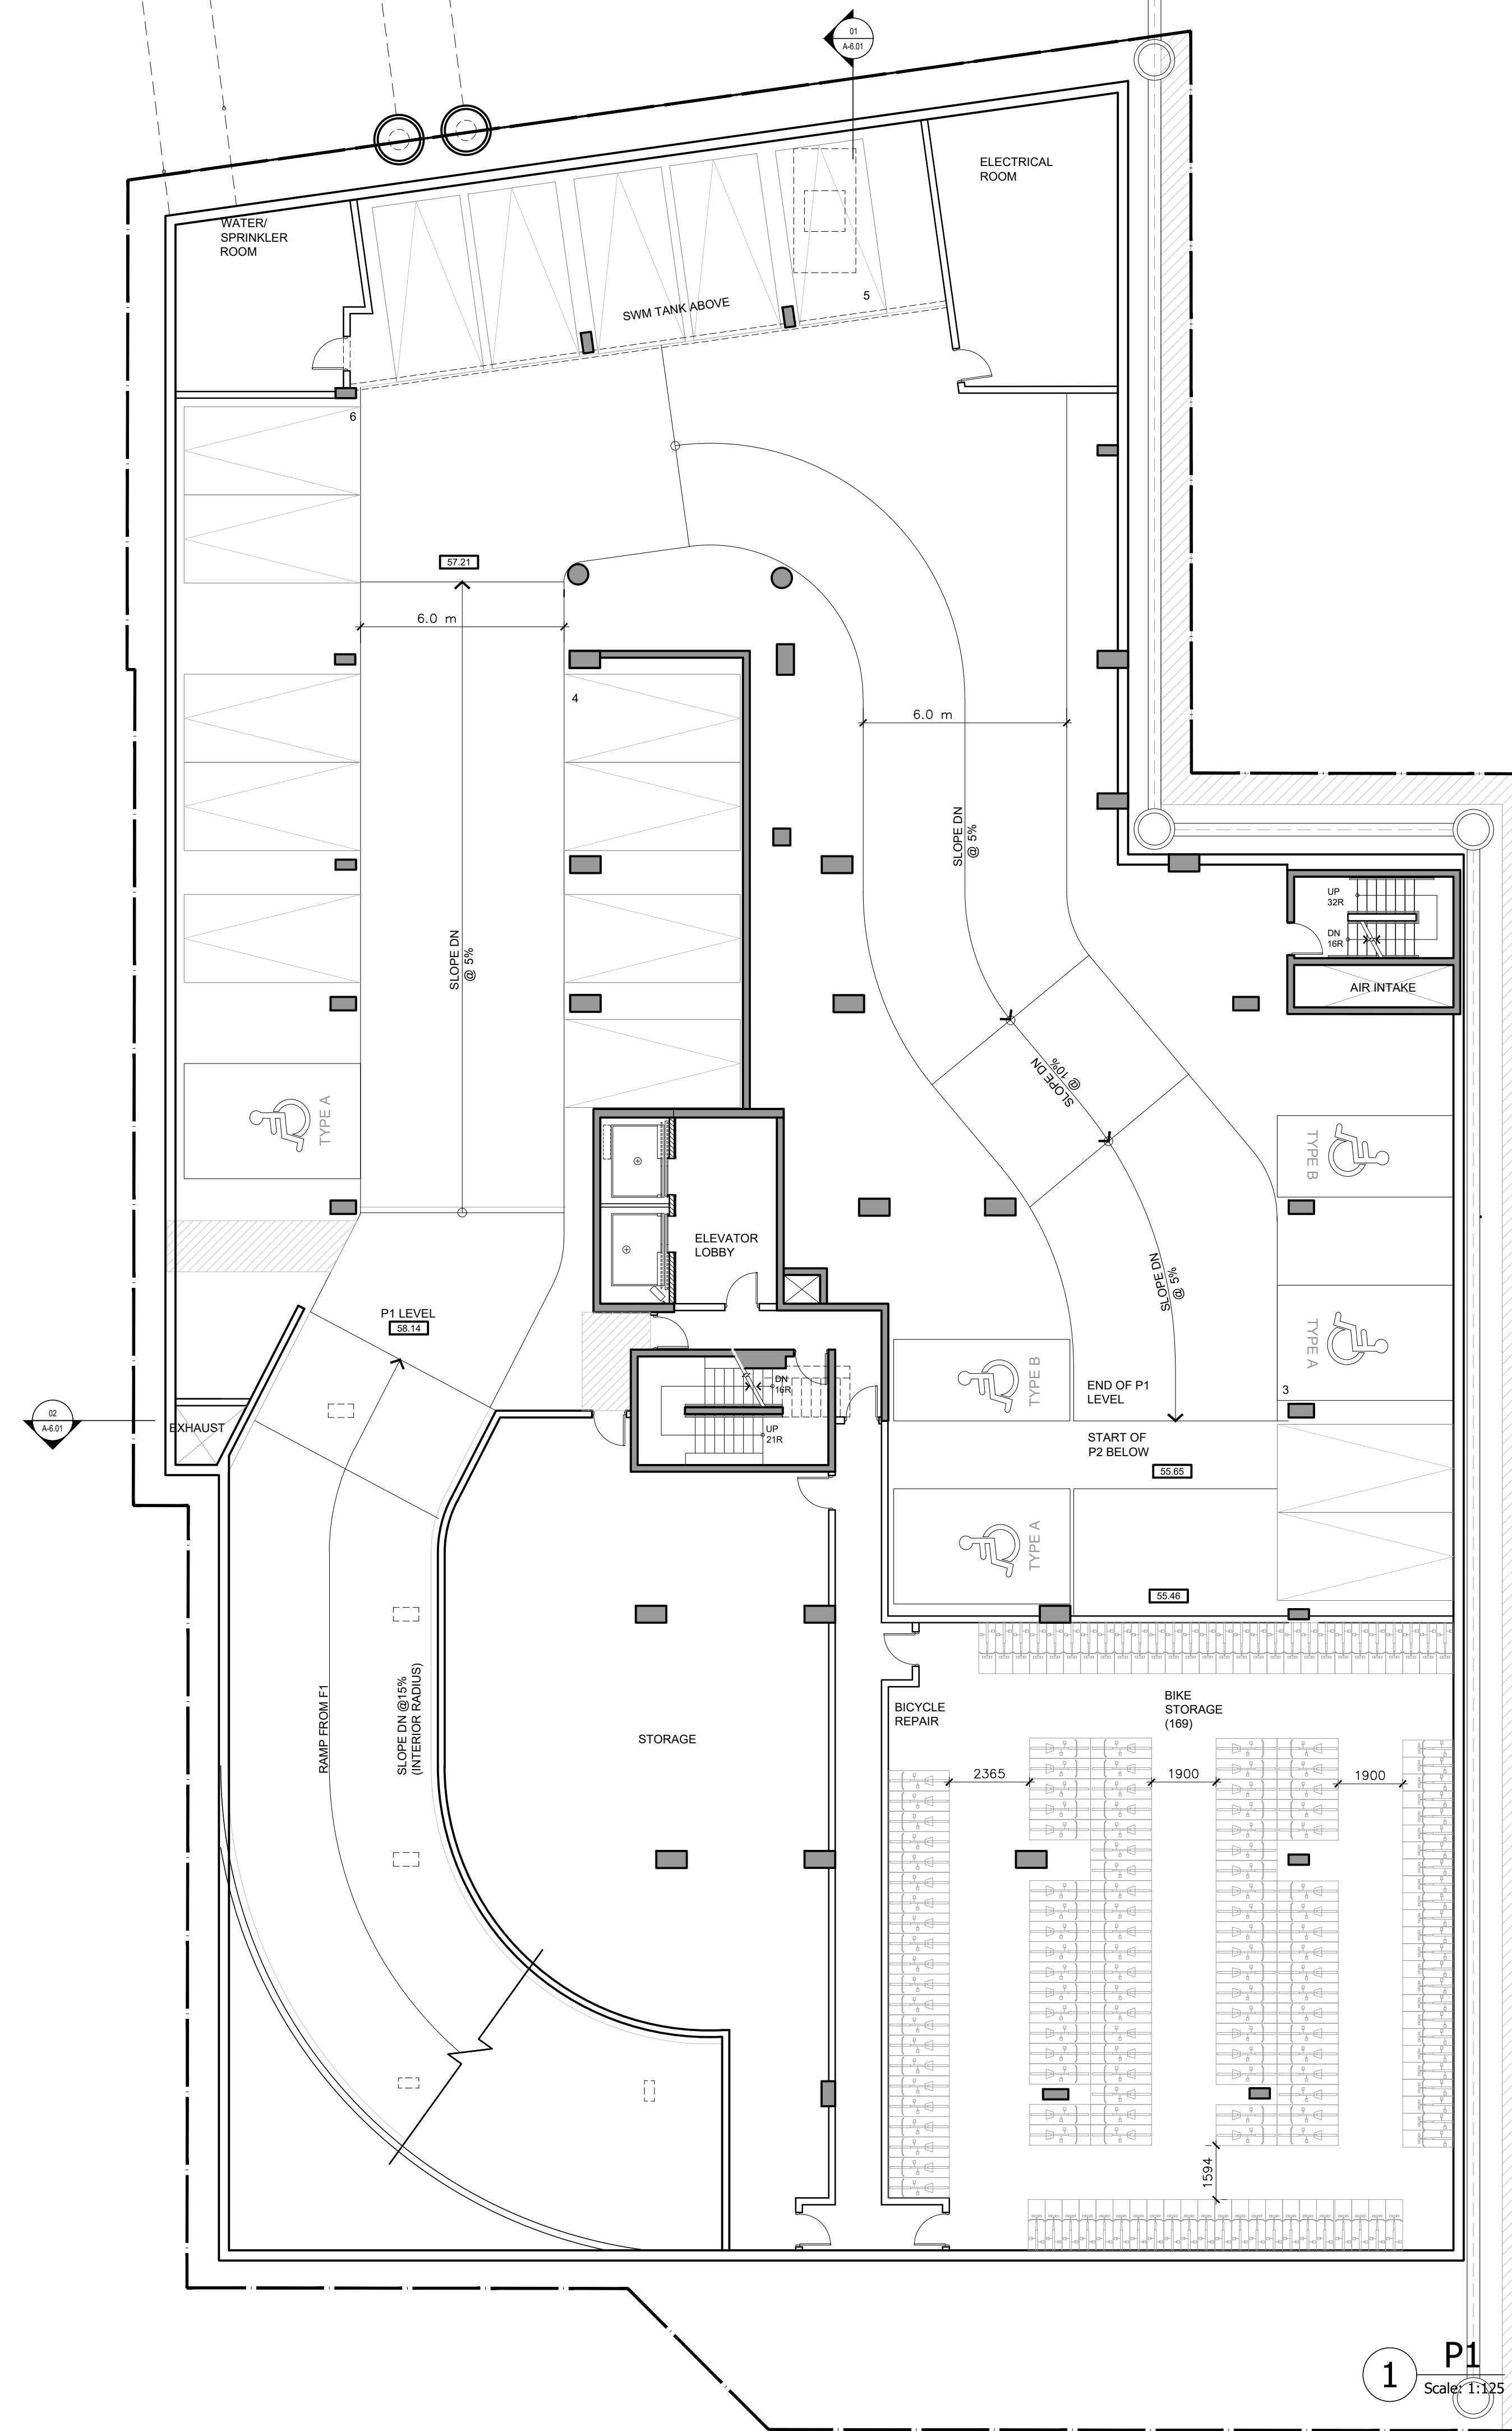 01
A-6.01
ELECTRICAL
ROOM
WATER/
SPRINKLER
ROOM
5
SWM TANK ABOVE
6
57.21
6.0 m
4
6.0 m
SLOPE DN
@ 5%
UP
32R
DN
16R
SLOPE DN
@ 5%
AIR INTAKE
SLOPE DN
@ 10%
TYPE A
TYPE B
ELEVATOR
LOBBY
SLOPE DN
@ 5%
P1 LEVEL
58.14
TYPE A
TYPE B
DN
16R
END OF P1
LEVEL
3
02
A-6.01
EXHAUST
UP
21R
START OF
P2 BELOW
55.65
TYPE A
55.46
RAMP FROM F1
SLOPE DN @15%
(INTERIOR RADIUS)
STORAGE
BICYCLE
REPAIR
BIKE
STORAGE
(169)
2365
1900
1900
1594
1
P1
Scale: 1:125